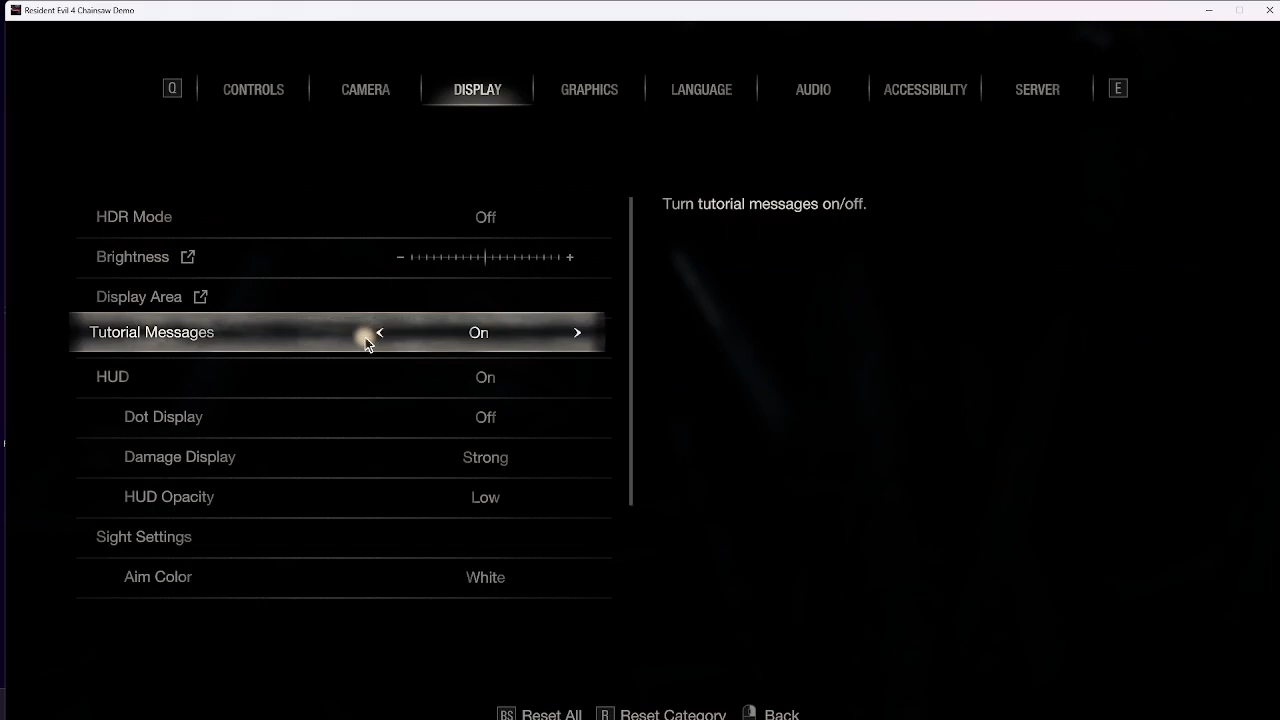 Resident Evil 4 Chainsaw Demo
Q CONTROLS CAMERA DISPLAY GRAPHICS LANGUAGE AUDIO ACCESSIBILITY SERVER E
HDR Mode Off
Turn tutorial messages on/off.
Brightness
Display Area
Tutorial Messages On
HUD On
Dot Display Off
Damage Display Strong
HUD Opacity Low
Sight Settings
Aim Color White
BS Reset All R Reset Category Back